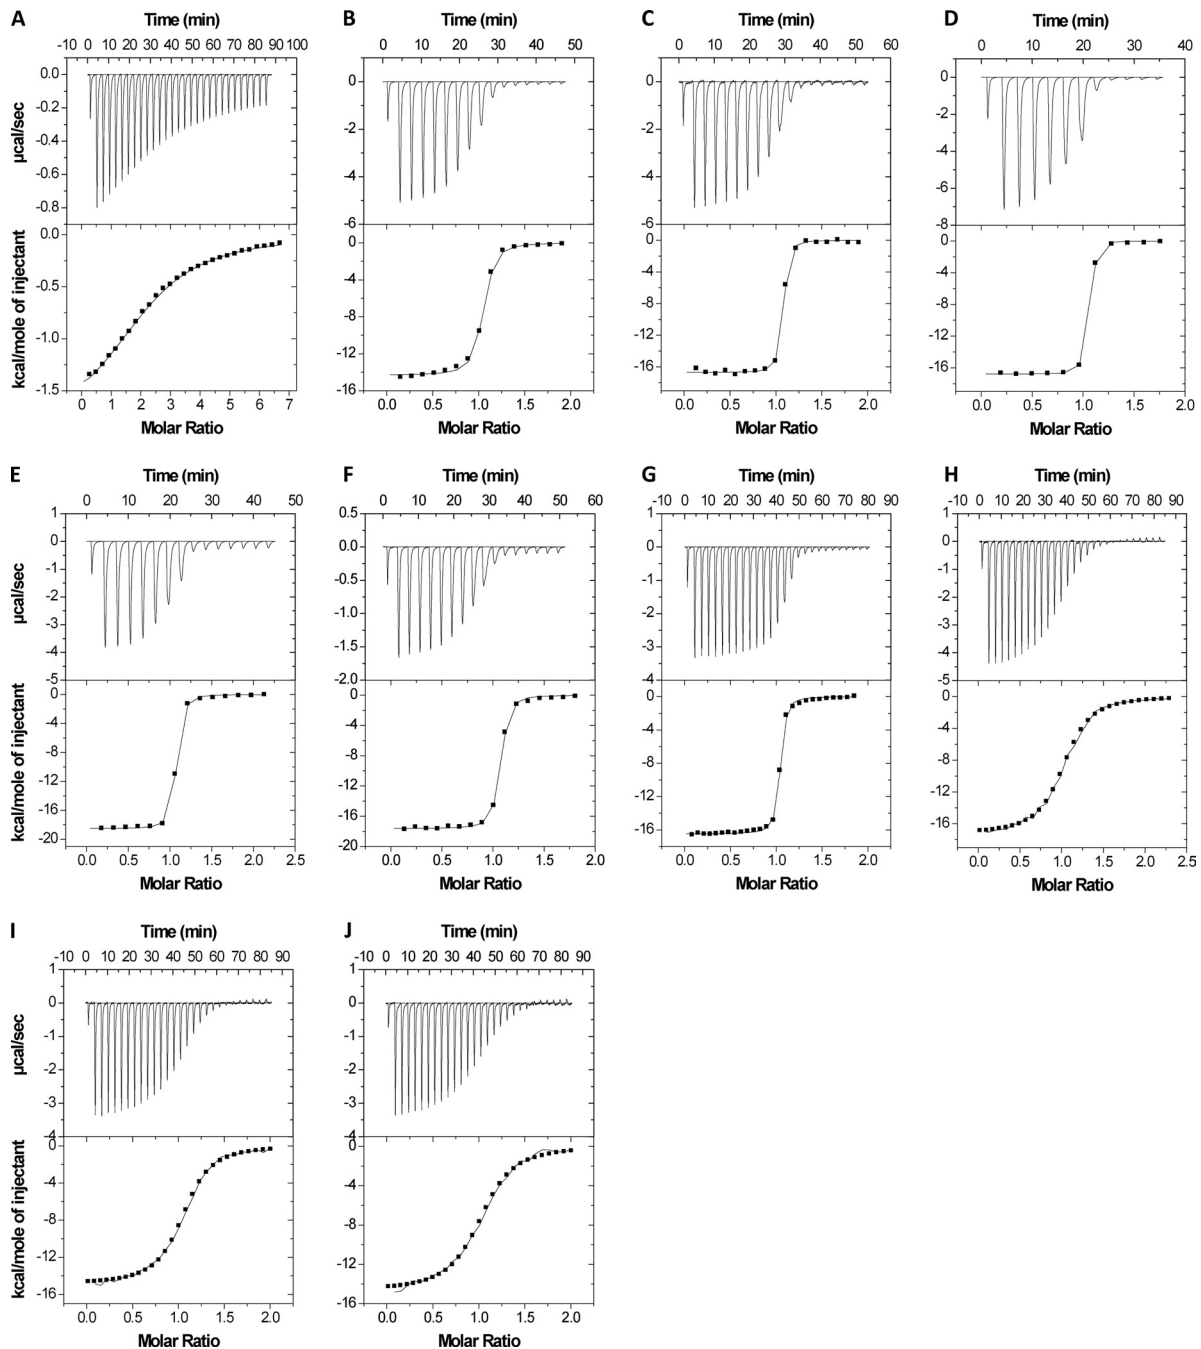 A
Time (min)
-10 0 10 20 30 40 50 60 70 80 90 100
0.0
-0.2
-0.4
-0.6
-0.8
µcal/sec
0.0
-0.5
-1.0
-1.5
kcal/mole of injectant
0 1 2 3 4 5 6 7
Molar Ratio
B
Time (min)
0 10 20 30 40 50
0
-2
-4
-6
0
-4
-8
-12
-16
0.0 0.5 1.0 1.5 2.0
Molar Ratio
C
Time (min)
0 10 20 30 40 50 60
0
-2
-4
-6
0
-4
-8
-12
-16
0.0 0.5 1.0 1.5 2.0
Molar Ratio
D
Time (min)
0 10 20 30 40
0
-2
-4
-6
-8
0
-4
-8
-12
-16
0.0 0.5 1.0 1.5 2.0
Molar Ratio
E
Time (min)
0 10 20 30 40 50
1
0
-1
-2
-3
-4
-5
µcal/sec
0
-4
-8
-12
-16
-20
kcal/mole of injectant
0.0 0.5 1.0 1.5 2.0 2.5
Molar Ratio
F
Time (min)
0 10 20 30 40 50 60
0.5
0.0
-0.5
-1.0
-1.5
-2.0
0
-4
-8
-12
-16
-20
0.0 0.5 1.0 1.5 2.0
Molar Ratio
G
Time (min)
-10 0 10 20 30 40 50 60 70 80 90
1
0
-1
-2
-3
-4
0
-4
-8
-12
-16
0.0 0.5 1.0 1.5 2.0
Molar Ratio
H
Time (min)
-10 0 10 20 30 40 50 60 70 80 90
1
0
-1
-2
-3
-4
-5
0
-4
-8
-12
-16
0.0 0.5 1.0 1.5 2.0 2.5
Molar Ratio
I
Time (min)
-10 0 10 20 30 40 50 60 70 80 90
1
0
-1
-2
-3
-4
µcal/sec
0
-4
-8
-12
-16
kcal/mole of injectant
0.0 0.5 1.0 1.5 2.0
Molar Ratio
J
Time (min)
-10 0 10 20 30 40 50 60 70 80 90
1
0
-1
-2
-3
-4
0
-4
-8
-12
-16
0.0 0.5 1.0 1.5 2.0
Molar Ratio